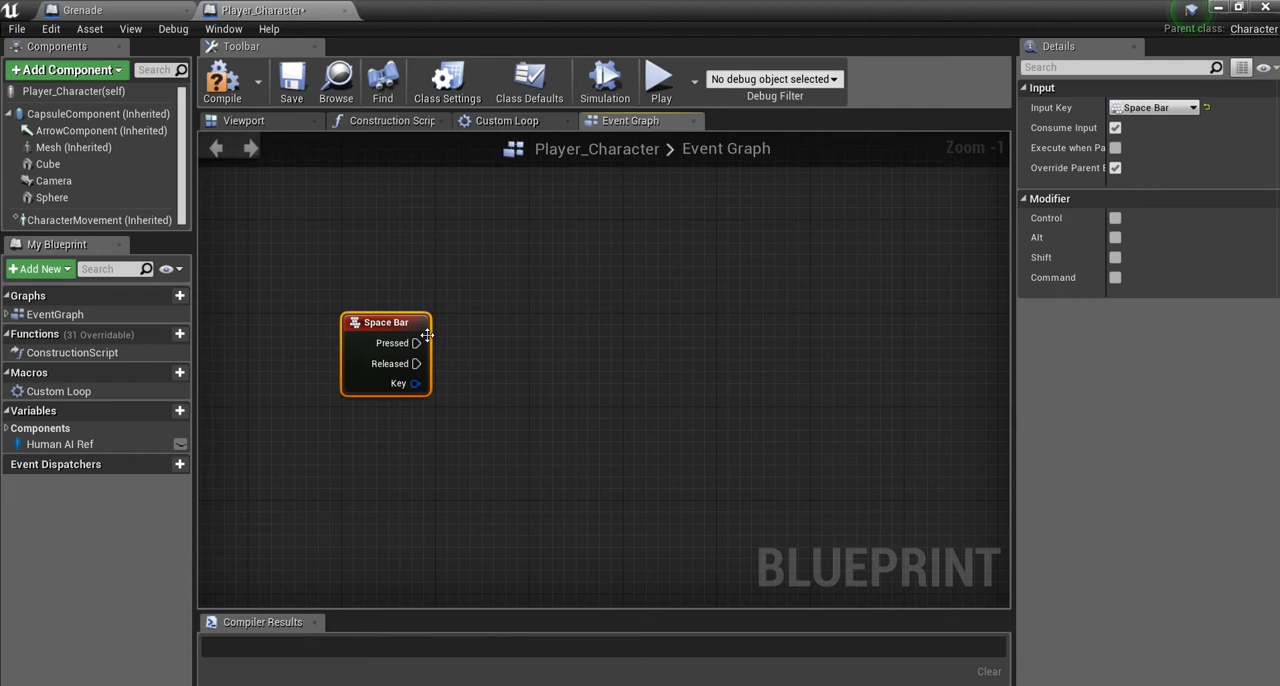 Grenade
Player_Character*
File Edit Asset View Debug Window Help
Parent class: Character
Components
+ Add Component
Search
Player_Character(self)
CapsuleComponent (Inherited)
ArrowComponent (Inherited)
Mesh (Inherited)
Cube
Camera
Sphere
CharacterMovement (Inherited)
My Blueprint
+ Add New
Search
Graphs
EventGraph
Functions (31 Overridable)
ConstructionScript
Macros
Custom Loop
Variables
Components
Human AI Ref
Event Dispatchers
Toolbar
Compile
Save
Browse
Find
Class Settings
Class Defaults
Simulation
Play
No debug object selected
Debug Filter
Viewport
Construction Scrip
Custom Loop
Event Graph
Player_Character > Event Graph
Zoom -1
Space Bar
Pressed
Released
Key
BLUEPRINT
Compiler Results
Clear
Details
Search
Input
Input Key
Space Bar
Consume Input
Execute when Pa
Override Parent B
Modifier
Control
Alt
Shift
Command